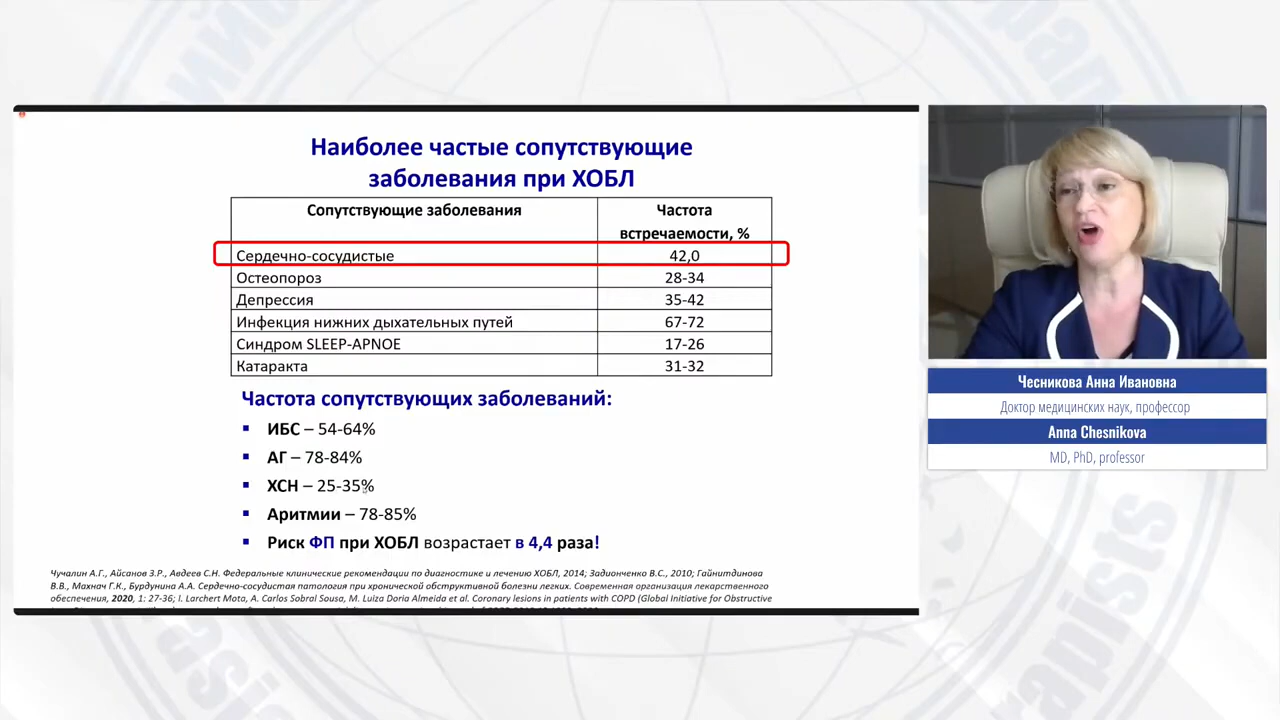 Наиболее частые сопутствующие
заболевания при ХОБЛ
Сопутствующие заболевания
Частота
встречаемости, %
Сердечно-сосудистые 42,0
Остеопороз 28-34
Депрессия 35-42
Инфекция нижних дыхательных путей 67-72
Синдром SLEEP-APNOE 17-26
Катаракта 31-32
Частота сопутствующих заболеваний:
ИБС – 54-64%
АГ – 78-84%
ХСН – 25-35%
Аритмии – 78-85%
Риск ФП при ХОБЛ возрастает в 4,4 раза!
Чучалин А.Г., Айсанов З.Р., Авдеев С.Н. Федеральные клинические рекомендации по диагностике и лечению ХОБЛ, 2014; Задионченко В.С., 2010; Гайнитдинова
В.В., Махнач Г.К., Бурдунина А.А. Сердечно-сосудистая патология при хронической обструктивной болезни легких. Современная организация лекарственного
обеспечения, 2020, 1: 27-36; I. Larchert Mota, A. Carlos Sobral Sousa, M. Luiza Doria Almeida et al. Coronary lesions in patients with COPD (Global Initiative for Obstructive
Чесникова Анна Ивановна
Доктор медицинских наук, профессор
Anna Chesnikova
MD, PhD, professor